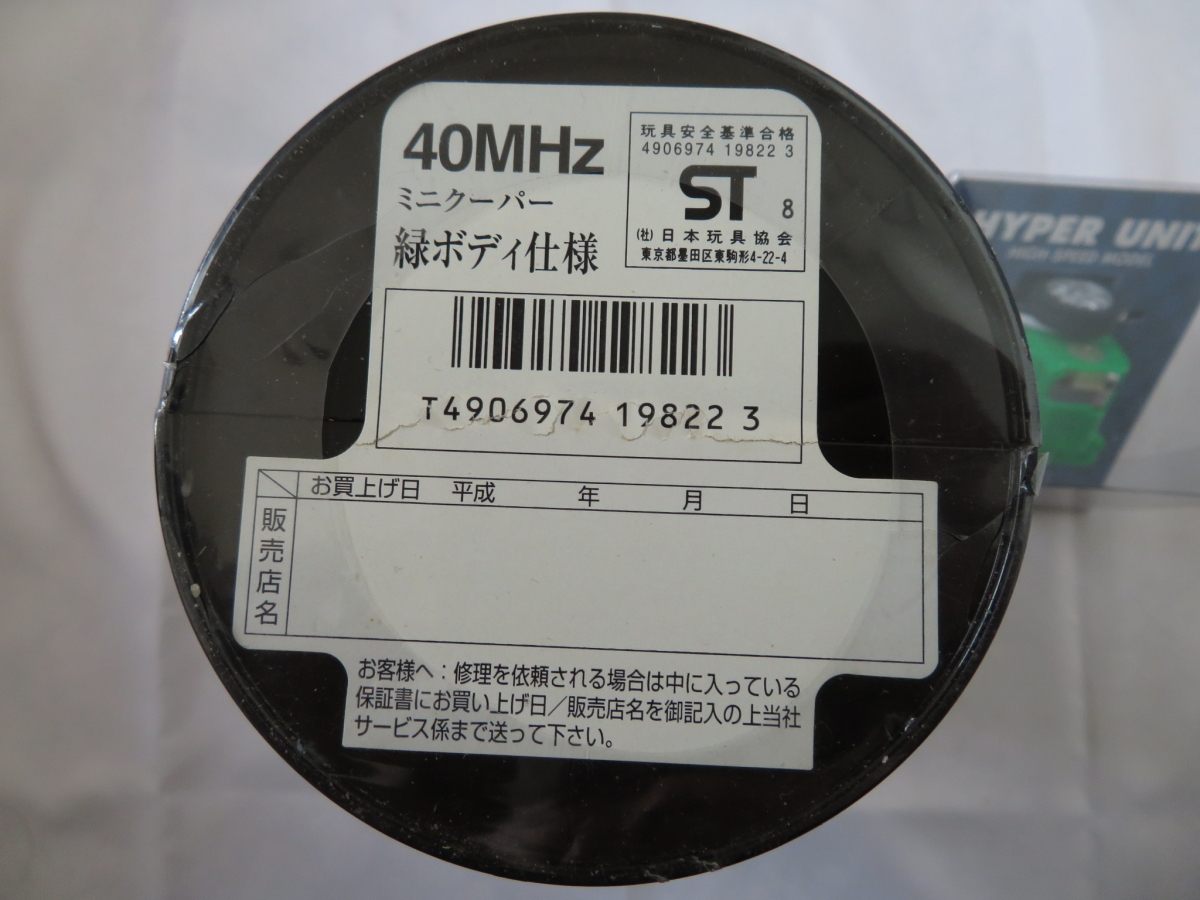 40MHz
ミニクーパー
緑ボディ仕様
玩具安全基準合格
4906974 19822 3
ST 8
(社)日本玩具協会
東京都墨田区東駒形4-22-4
T4906974 19822 3
お買上げ日 平成 年 月 日
販売店名
お客様へ：修理を依頼される場合は中に入っている
保証書にお買い上げ日／販売店名を御記入の上当社
サービス係まで送って下さい。
HYPER UNIT
HIGH SPEED MODEL